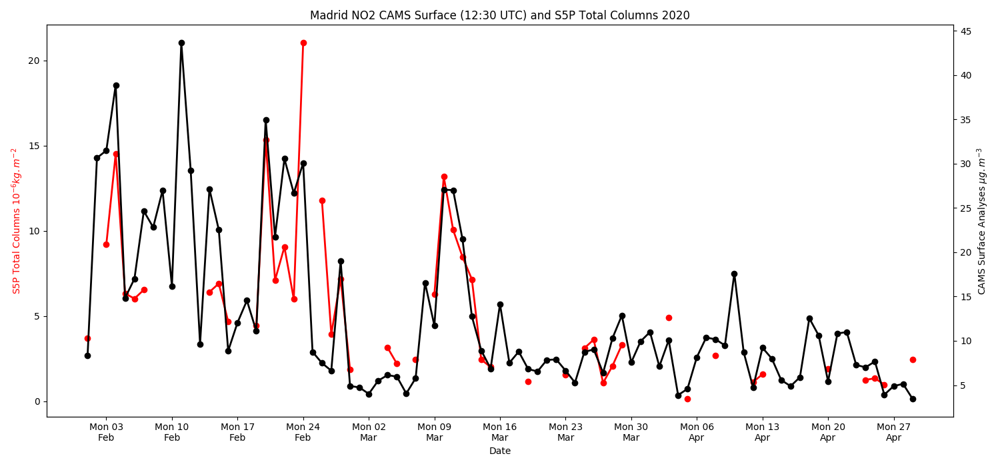 Madrid NO2 CAMS Surface (12:30 UTC) and S5P Total Columns 2020
S5P Total Columns 10⁻⁶kg.m⁻²
20
15
10
5
0
45
40
35
30
25
20
15
10
5
CAMS Surface Analyses μg.m⁻³
Mon 03 Mon 10 Mon 17 Mon 24 Mon 02 Mon 09 Mon 16 Mon 23 Mon 30 Mon 06 Mon 13 Mon 20 Mon 27
Feb Feb Feb Feb Mar Mar Mar Mar Mar Apr Apr Apr Apr
Date